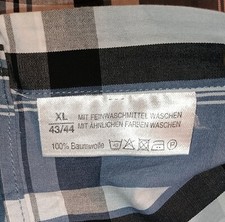 XL
43/44
MIT FEINWASCHMITTEL WASCHEN
MIT ÄHNLICHEN FARBEN WASCHEN
100% Baumwolle
P